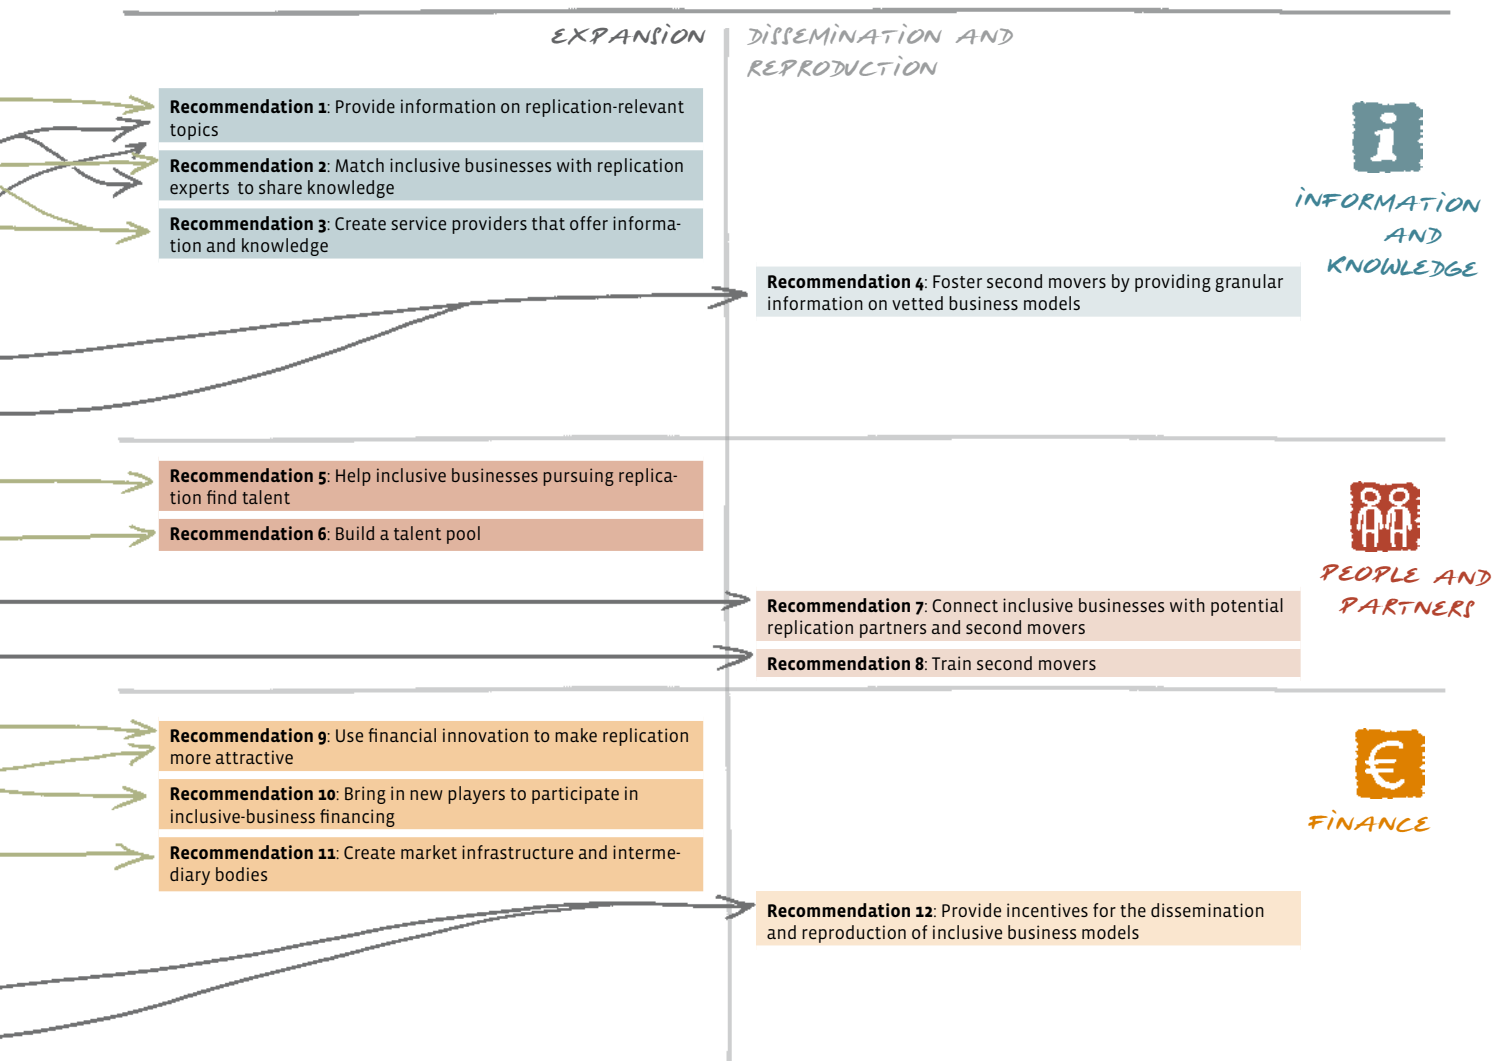 EXPANSION
DISSEMINATION AND
REPRODUCTION
Recommendation 1: Provide information on replication-relevant
topics
Recommendation 2: Match inclusive businesses with replication
experts to share knowledge
Recommendation 3: Create service providers that offer informa-
tion and knowledge
INFORMATION
AND
KNOWLEDGE
Recommendation 4: Foster second movers by providing granular
information on vetted business models
Recommendation 5: Help inclusive businesses pursuing replica-
tion find talent
Recommendation 6: Build a talent pool
PEOPLE AND
PARTNERS
Recommendation 7: Connect inclusive businesses with potential
replication partners and second movers
Recommendation 8: Train second movers
Recommendation 9: Use financial innovation to make replication
more attractive
Recommendation 10: Bring in new players to participate in
inclusive-business financing
€
FINANCE
Recommendation 11: Create market infrastructure and interme-
diary bodies
Recommendation 12: Provide incentives for the dissemination
and reproduction of inclusive business models